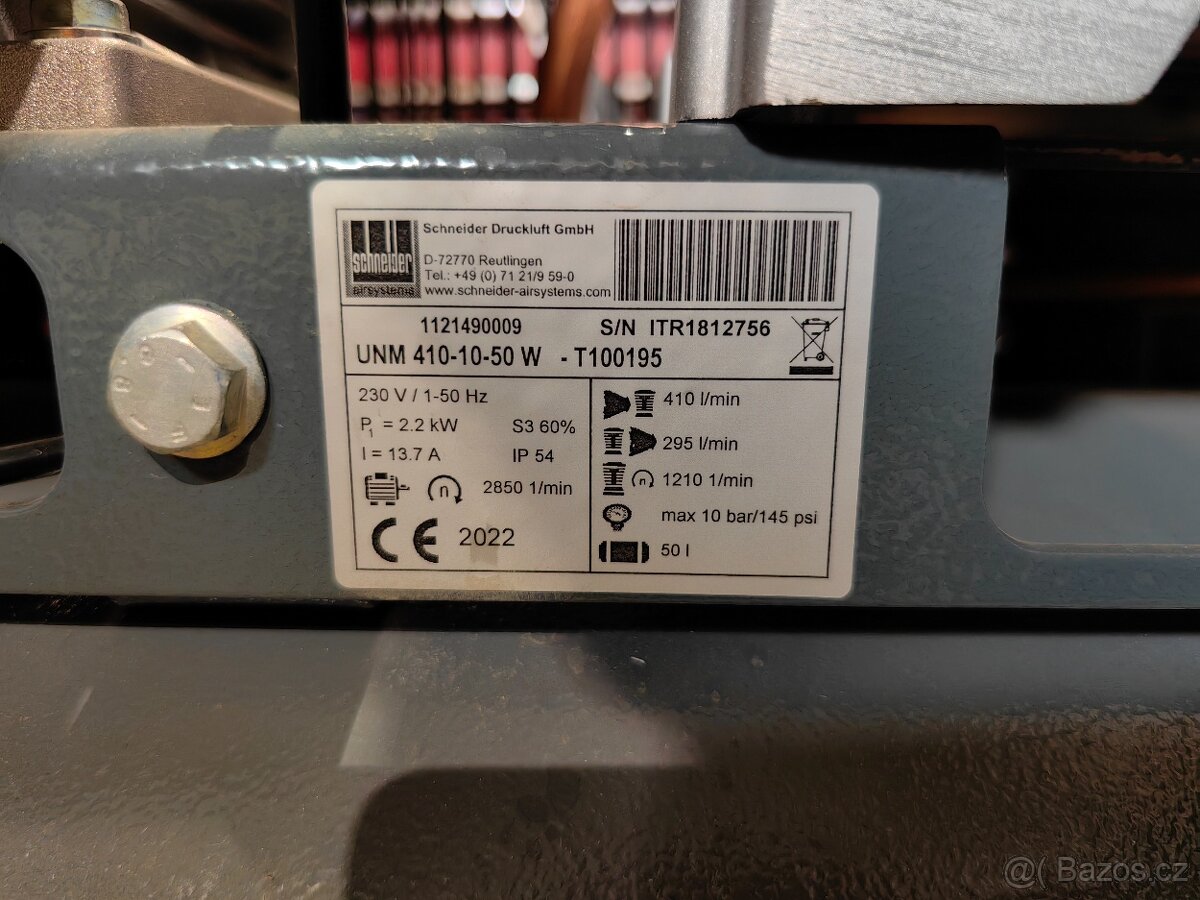 schneider
airsystems
Schneider Druckluft GmbH
D-72770 Reutlingen
Tel.: +49 (0) 71 21/9 59-0
www.schneider-airsystems.com
1121490009 S/N ITR1812756
UNM 410-10-50 W - T100195
230 V / 1-50 Hz
P1 = 2.2 kW S3 60%
I = 13.7 A IP 54
n 2850 1/min
CE 2022
410 l/min
295 l/min
n 1210 1/min
max 10 bar/145 psi
50 l
@( Bazos.cz